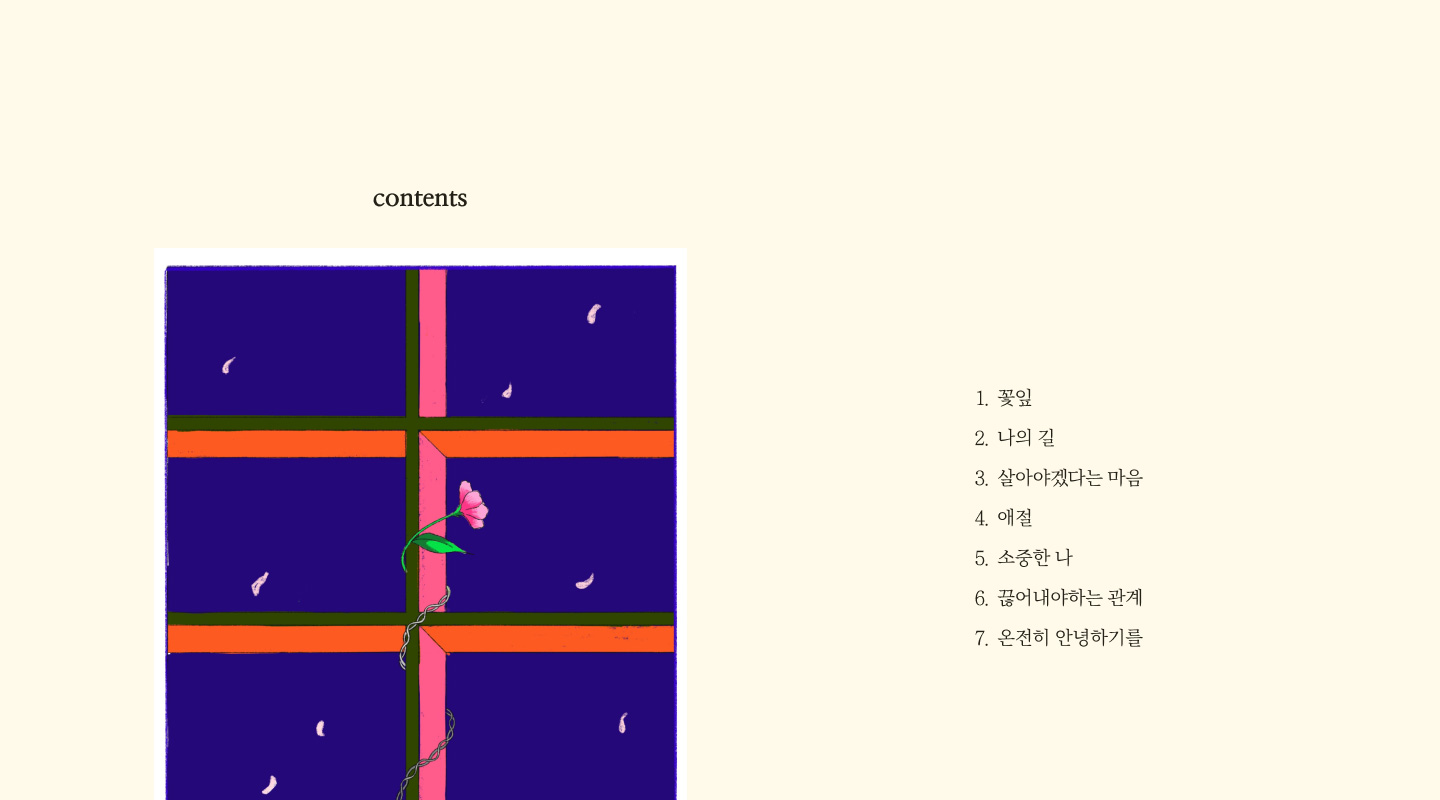 contents
1. 꽃잎
2. 나의 길
3. 살아야겠다는 마음
4. 애절
5. 소중한 나
6. 끊어내야하는 관계
7. 온전히 안녕하기를